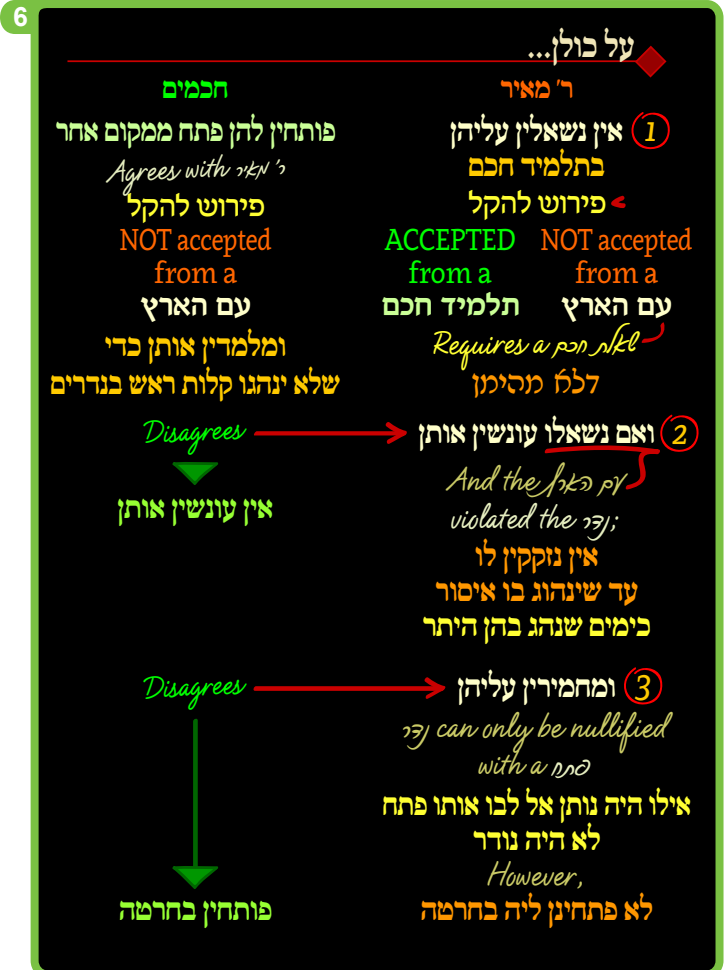 6
על כולן...
ר' מאיר
1 אין נשאלין עליהן
בתלמיד חכם
פירוש להקל
NOT accepted
from a
עם הארץ
ACCEPTED
from a
תלמיד חכם
Requires a שאלת חכם
דלא מהימן
2 ואם נשאלו עונשין אותן
And the עם הארץ
violated the נדר;
אין נזקקין לו
עד שינהוג בו איסור
כימים שנהג בהן היתר
3 ומחמירין עליהן
נדר can only be nullified
with a פתח
אילו היה נותן אל לבו אותו פתח
לא היה נודר
However,
לא פתחינן ליה בחרטה
חכמים
פותחין להן פתח ממקום אחר
Agrees with ר' מאיר
פירוש להקל
NOT accepted
from a
עם הארץ
ומלמדין אותן כדי
שלא ינהגו קלות ראש בנדרים
Disagrees
אין עונשין אותן
Disagrees
פותחין בחרטה